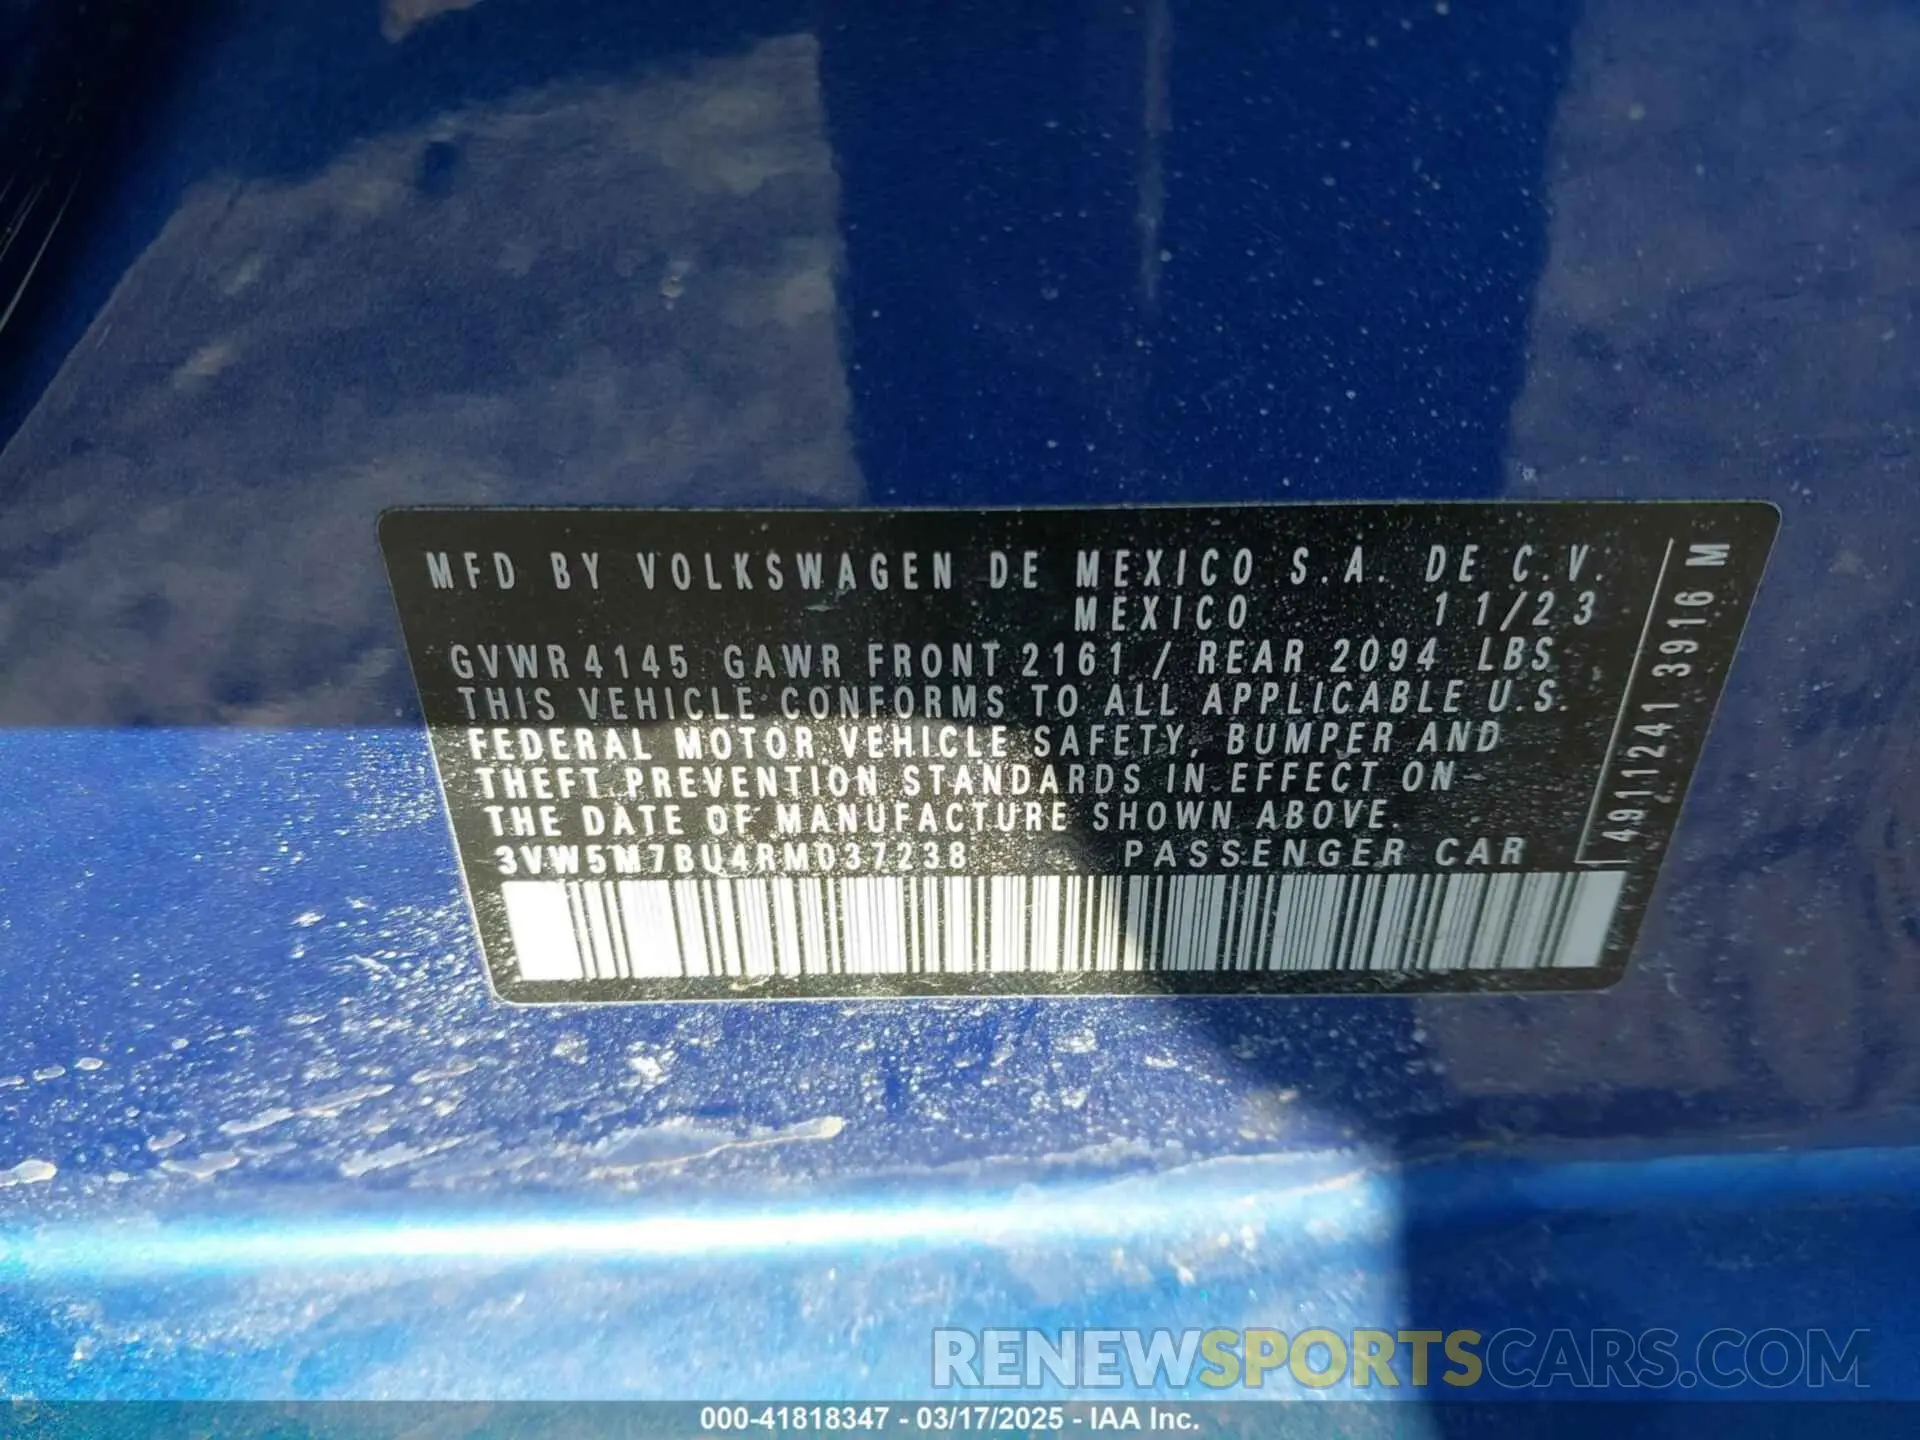 MFD BY VOLKSWAGEN DE MEXICO S.A. DE C.V.
MEXICO 11/23
GVWR 4145 GAWR FRONT 2161 / REAR 2094 LBS
THIS VEHICLE CONFORMS TO ALL APPLICABLE U.S.
FEDERAL MOTOR VEHICLE SAFETY, BUMPER AND
THEFT PREVENTION STANDARDS IN EFFECT ON
THE DATE OF MANUFACTURE SHOWN ABOVE.
3VW5M7BU4RM037238 PASSENGER CAR
4911241 3916 M
RENEWSPORTSCARS.COM
000-41818347 - 03/17/2025 - IAA Inc.